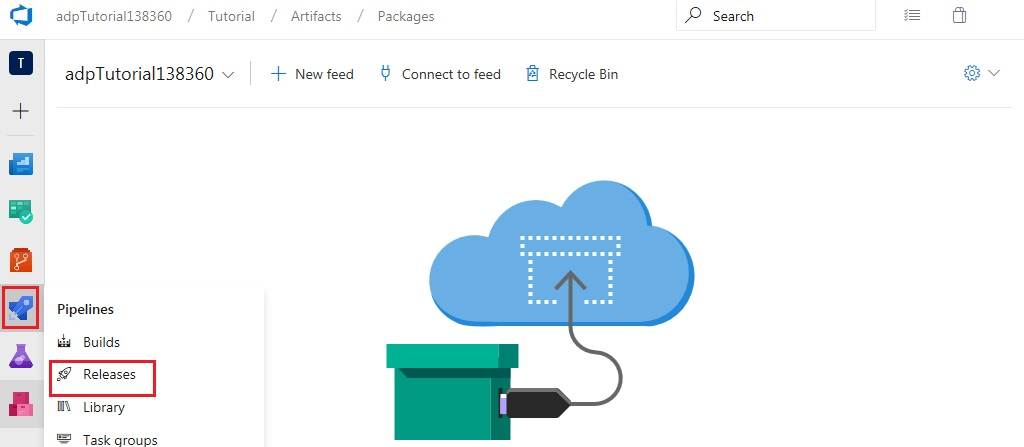 adpTutorial138360 / Tutorial / Artifacts / Packages
Search
T
adpTutorial138360
New feed
Connect to feed
Recycle Bin
Pipelines
Builds
Releases
Library
Task groups